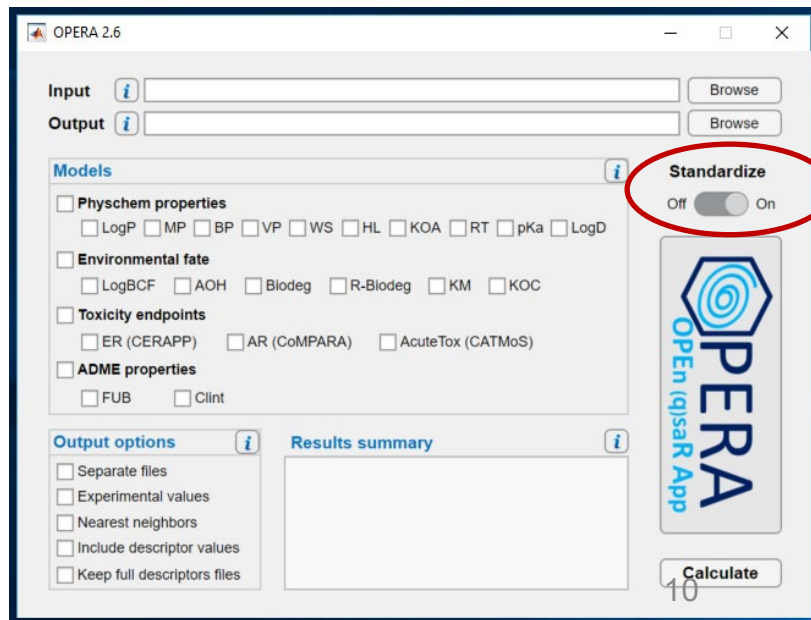 OPERA 2.6
Input i Browse
Output i Browse
Models i
Physchem properties
LogP MP BP VP WS HL KOA RT pKa LogD
Environmental fate
LogBCF AOH Biodeg R-Biodeg KM KOC
Toxicity endpoints
ER (CERAPP) AR (CoMPARA) AcuteTox (CATMoS)
ADME properties
FUB Clint
Standardize
Off On
OPERA
OPEn (q)saR App
Output options i
Separate files
Experimental values
Nearest neighbors
Include descriptor values
Keep full descriptors files
Results summary i
Calculate
10